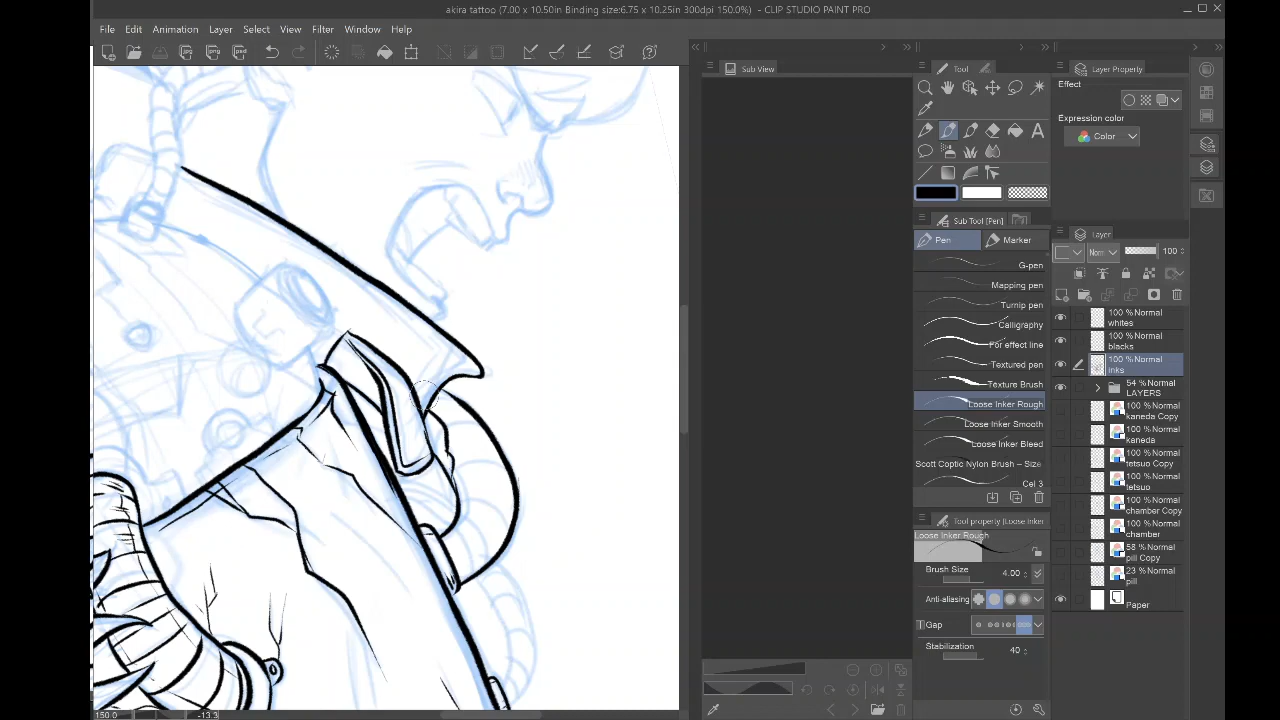 akira tattoo (7.00 x 10.50in Binding size:6.75 x 10.25in 300dpi 150.0%) - CLIP STUDIO PAINT PRO
File Edit Animation Layer Select View Filter Window Help
Sub View
Tool
Layer Property
Effect
Expression color
Color
Sub Tool [Pen]
Pen
Marker
G-pen
Mapping pen
Turnip pen
Calligraphy
For effect line
Textured pen
Texture Brush
Loose Inker Rough
Loose Inker Smooth
Loose Inker Bleed
Scott Coptic Nylon Brush – Size
Cel 3
Tool property [Loose Inker
Loose Inker Rough
Brush Size 4.00
Anti-aliasing
Gap
Stabilization 40
Layer
Norm 100
100 % Normal
whites
100 % Normal
blacks
100 % Normal
inks
54 % Normal
LAYERS
100 % Normal
kaneda Copy
100 % Normal
kaneda
100 % Normal
tetsuo Copy
100 % Normal
tetsuo
100 % Normal
chamber Copy
100 % Normal
chamber
58 % Normal
pill Copy
23 % Normal
pill
Paper
150.0 -13.3